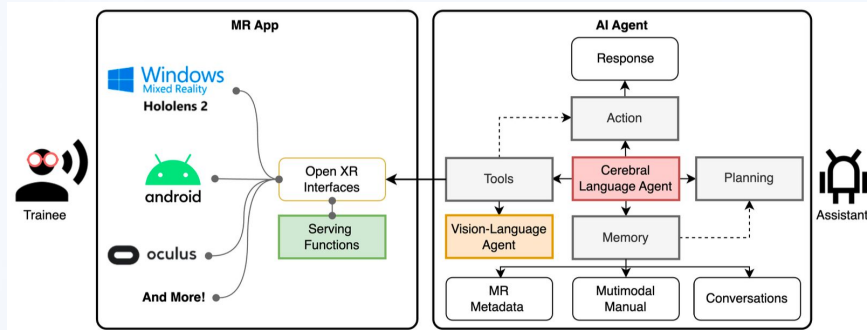 MR App
AI Agent
Windows
Mixed Reality
Hololens 2
android
oculus
And More!
Trainee
Open XR
Interfaces
Serving
Functions
Response
Action
Tools
Cerebral
Language Agent
Planning
Vision-Language
Agent
Memory
MR
Metadata
Mutimodal
Manual
Conversations
Assistant